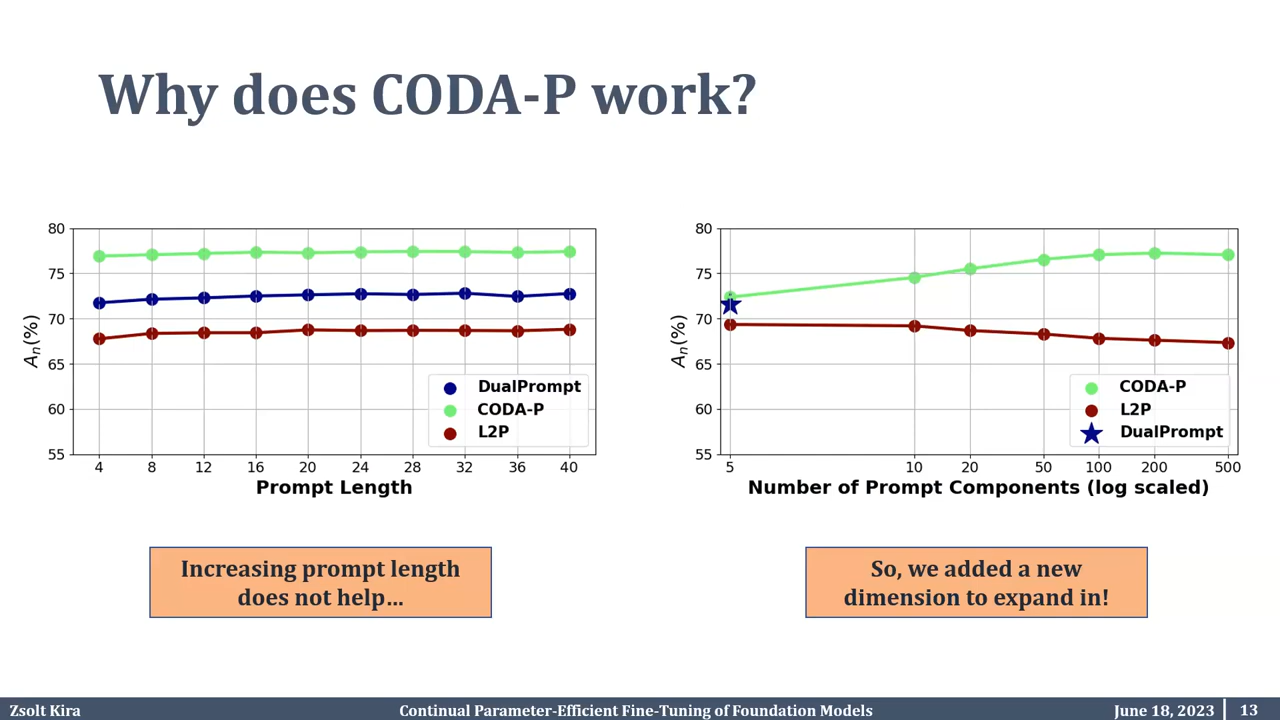 Why does CODA-P work?
80
75
70
65
60
55
An(%)
4 8 12 16 20 24 28 32 36 40
Prompt Length
DualPrompt
CODA-P
L2P
80
75
70
65
60
55
An(%)
5 10 20 50 100 200 500
Number of Prompt Components (log scaled)
CODA-P
L2P
DualPrompt
Increasing prompt length
does not help...
So, we added a new
dimension to expand in!
Zsolt Kira
Continual Parameter-Efficient Fine-Tuning of Foundation Models
June 18, 2023 13